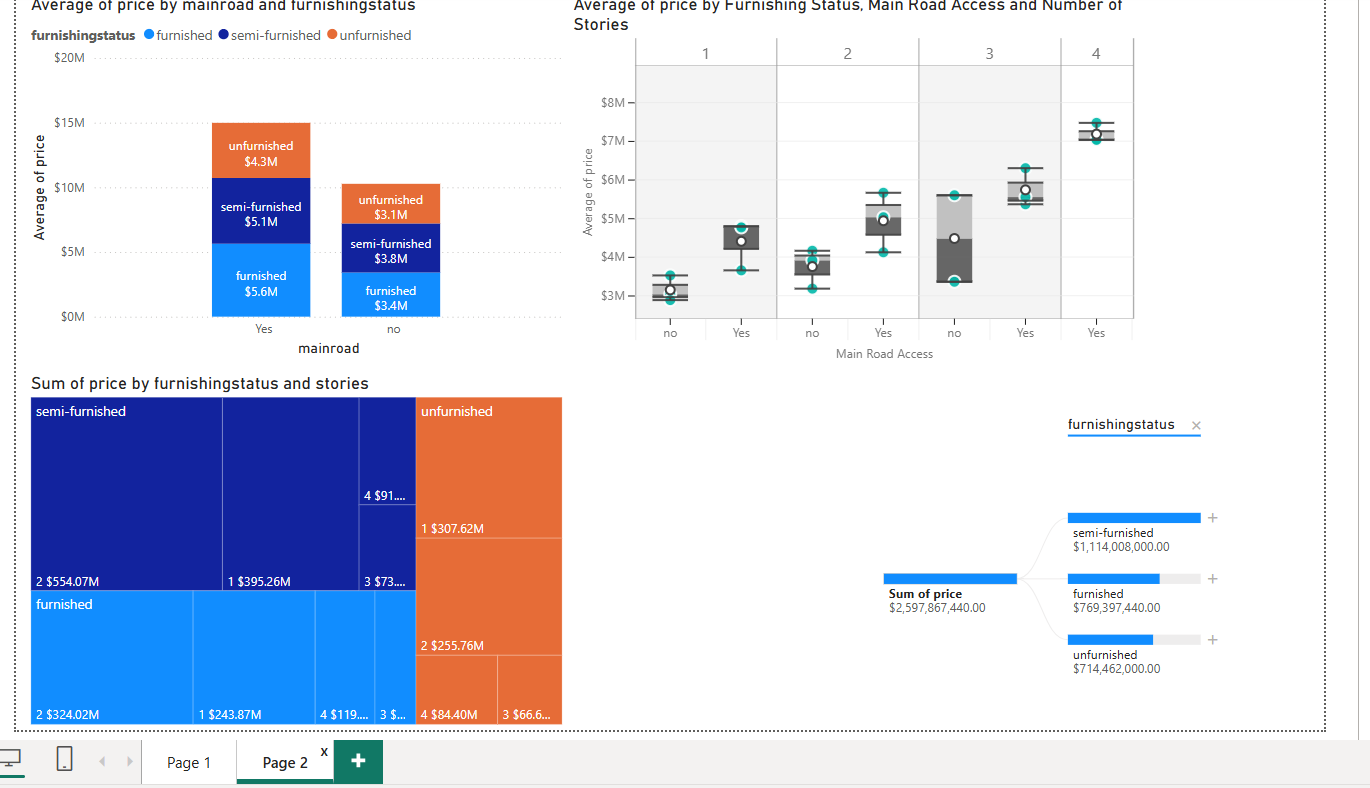 Average of price by mainroad and furnishingstatus
furnishingstatus furnished semi-furnished unfurnished
$20M
$15M
$10M
$5M
$0M
Average of price
unfurnished
$4.3M
semi-furnished
$5.1M
furnished
$5.6M
unfurnished
$3.1M
semi-furnished
$3.8M
furnished
$3.4M
Yes no
mainroad
Average of price by Furnishing Status, Main Road Access and Number of
Stories
1 2 3 4
$8M
$7M
$6M
$5M
$4M
$3M
Average of price
no Yes no Yes no Yes Yes
Main Road Access
Sum of price by furnishingstatus and stories
semi-furnished
2 $554.07M
1 $395.26M
4 $91....
3 $73....
unfurnished
1 $307.62M
2 $255.76M
4 $84.40M
3 $66.6...
furnished
2 $324.02M
1 $243.87M
4 $119....
3 $...
furnishingstatus ×
Sum of price
$2,597,867,440.00
semi-furnished
$1,114,008,000.00
furnished
$769,397,440.00
unfurnished
$714,462,000.00
Page 1
Page 2 x
+